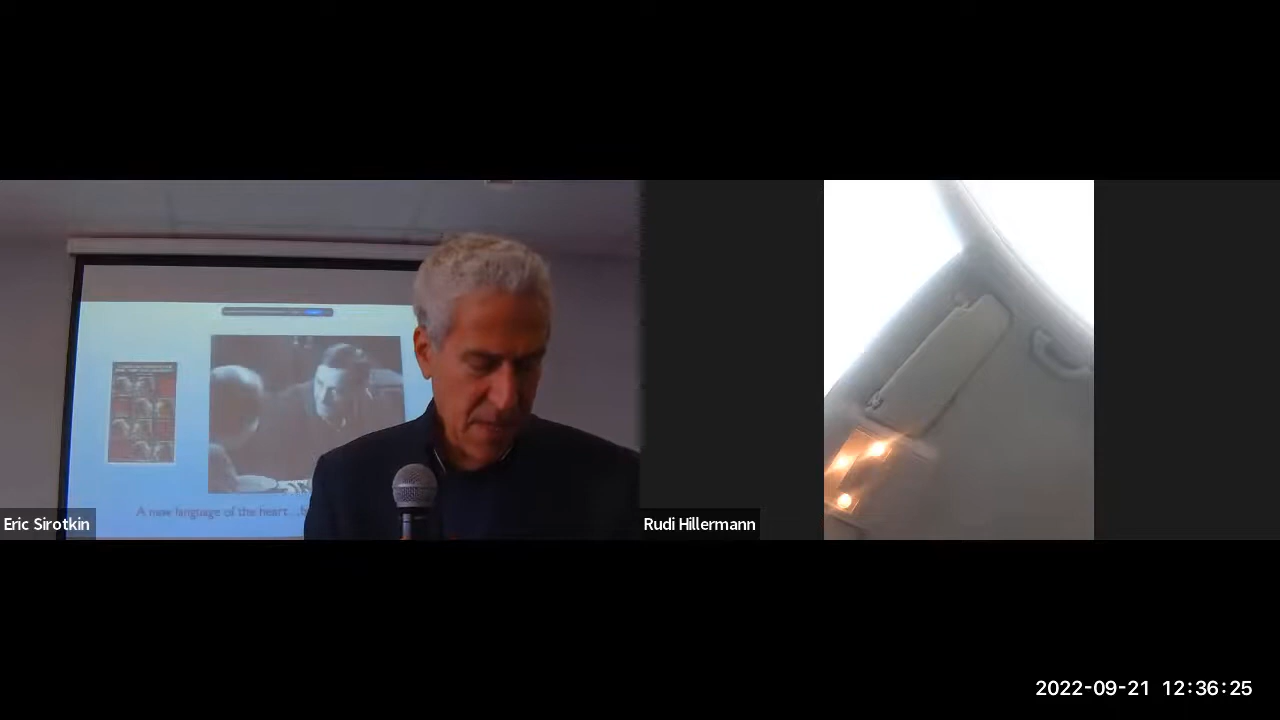 A new language of the heart...b
Eric Sirotkin
Rudi Hillermann
2022-09-21 12:36:25